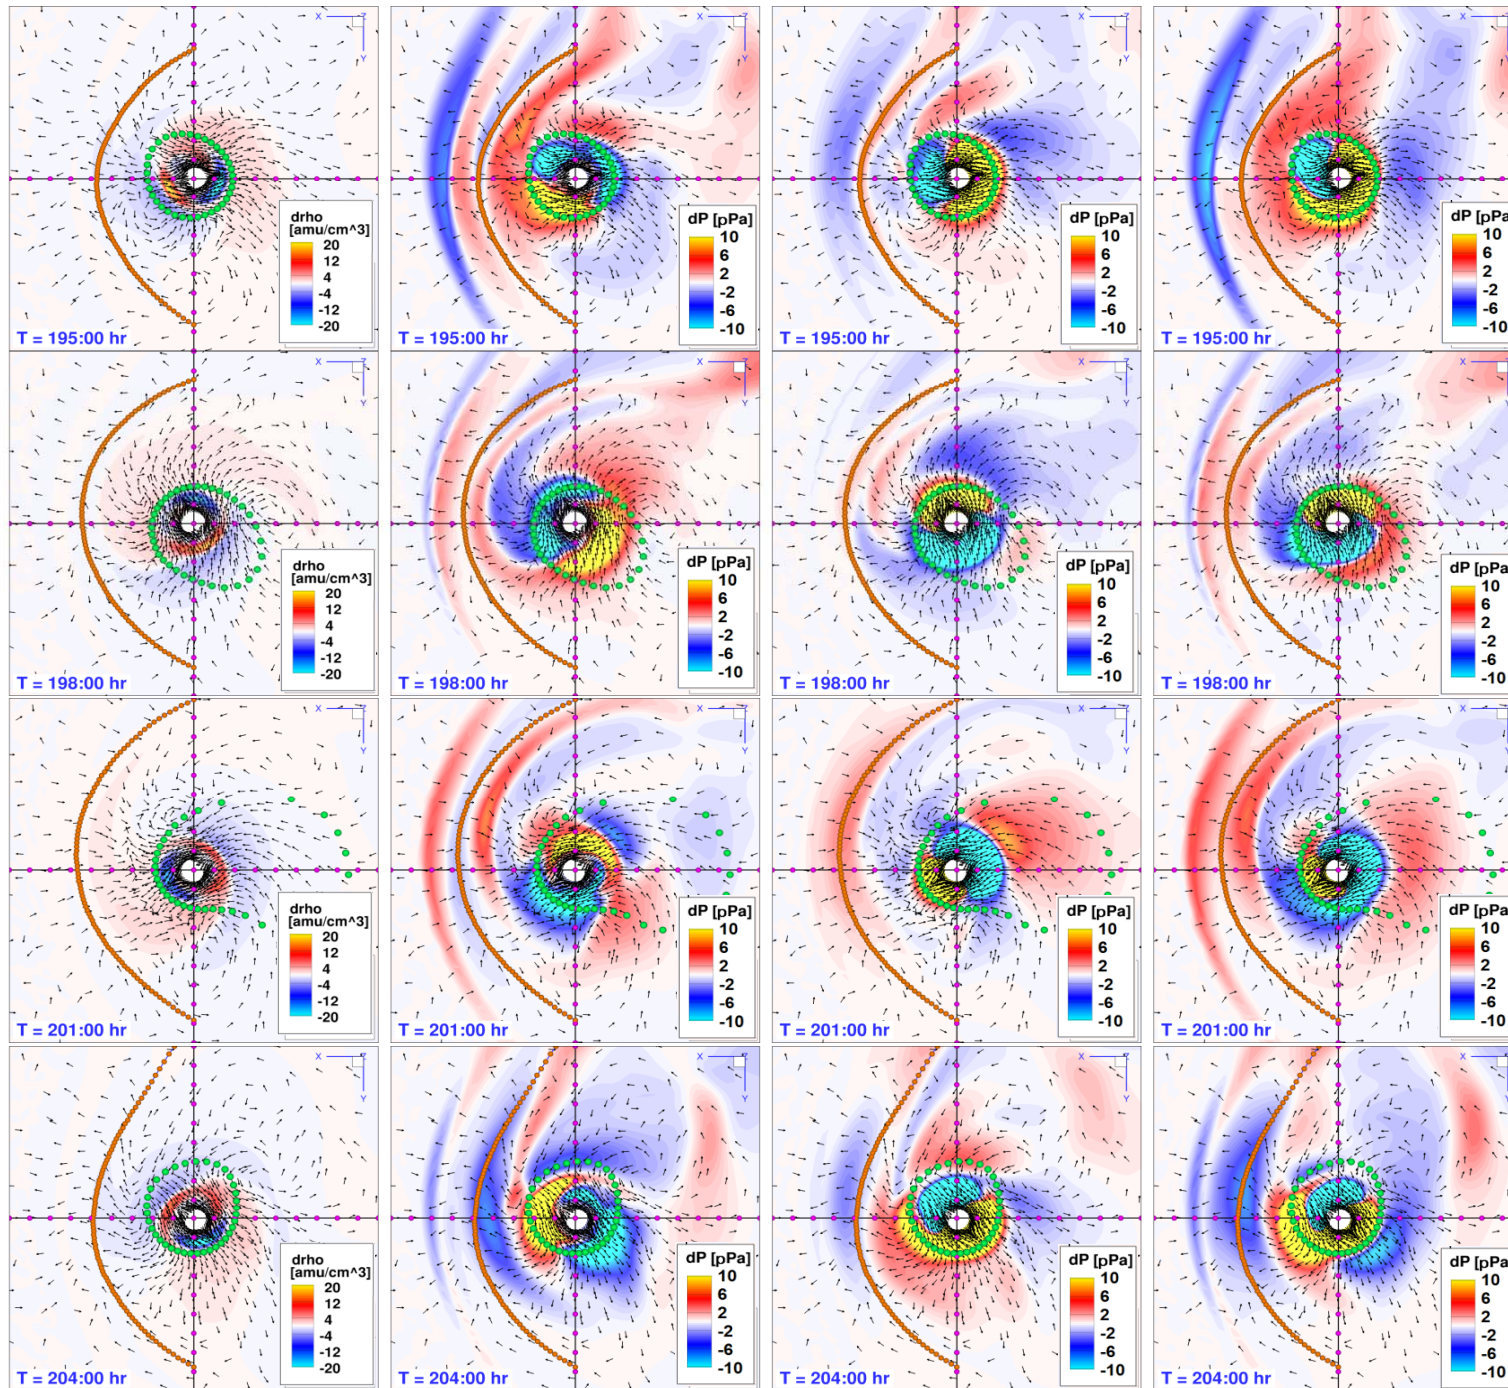 X Z
Y
drho
[amu/cm^3]
20
12
4
-4
-12
-20
T = 195:00 hr
X Z
Y
dP [pPa]
10
6
2
-2
-6
-10
T = 195:00 hr
X Z
Y
dP [pPa]
10
6
2
-2
-6
-10
T = 195:00 hr
X Z
Y
dP [pPa]
10
6
2
-2
-6
-10
T = 195:00 hr
X Z
Y
drho
[amu/cm^3]
20
12
4
-4
-12
-20
T = 198:00 hr
X Z
Y
dP [pPa]
10
6
2
-2
-6
-10
T = 198:00 hr
X Z
Y
dP [pPa]
10
6
2
-2
-6
-10
T = 198:00 hr
X Z
Y
dP [pPa]
10
6
2
-2
-6
-10
T = 198:00 hr
X Z
Y
drho
[amu/cm^3]
20
12
4
-4
-12
-20
T = 201:00 hr
X Z
Y
dP [pPa]
10
6
2
-2
-6
-10
T = 201:00 hr
X Z
Y
dP [pPa]
10
6
2
-2
-6
-10
T = 201:00 hr
X Z
Y
dP [pPa]
10
6
2
-2
-6
-10
T = 201:00 hr
X Z
Y
drho
[amu/cm^3]
20
12
4
-4
-12
-20
T = 204:00 hr
X Z
Y
dP [pPa]
10
6
2
-2
-6
-10
T = 204:00 hr
X Z
Y
dP [pPa]
10
6
2
-2
-6
-10
T = 204:00 hr
X Z
Y
dP [pPa]
10
6
2
-2
-6
-10
T = 204:00 hr